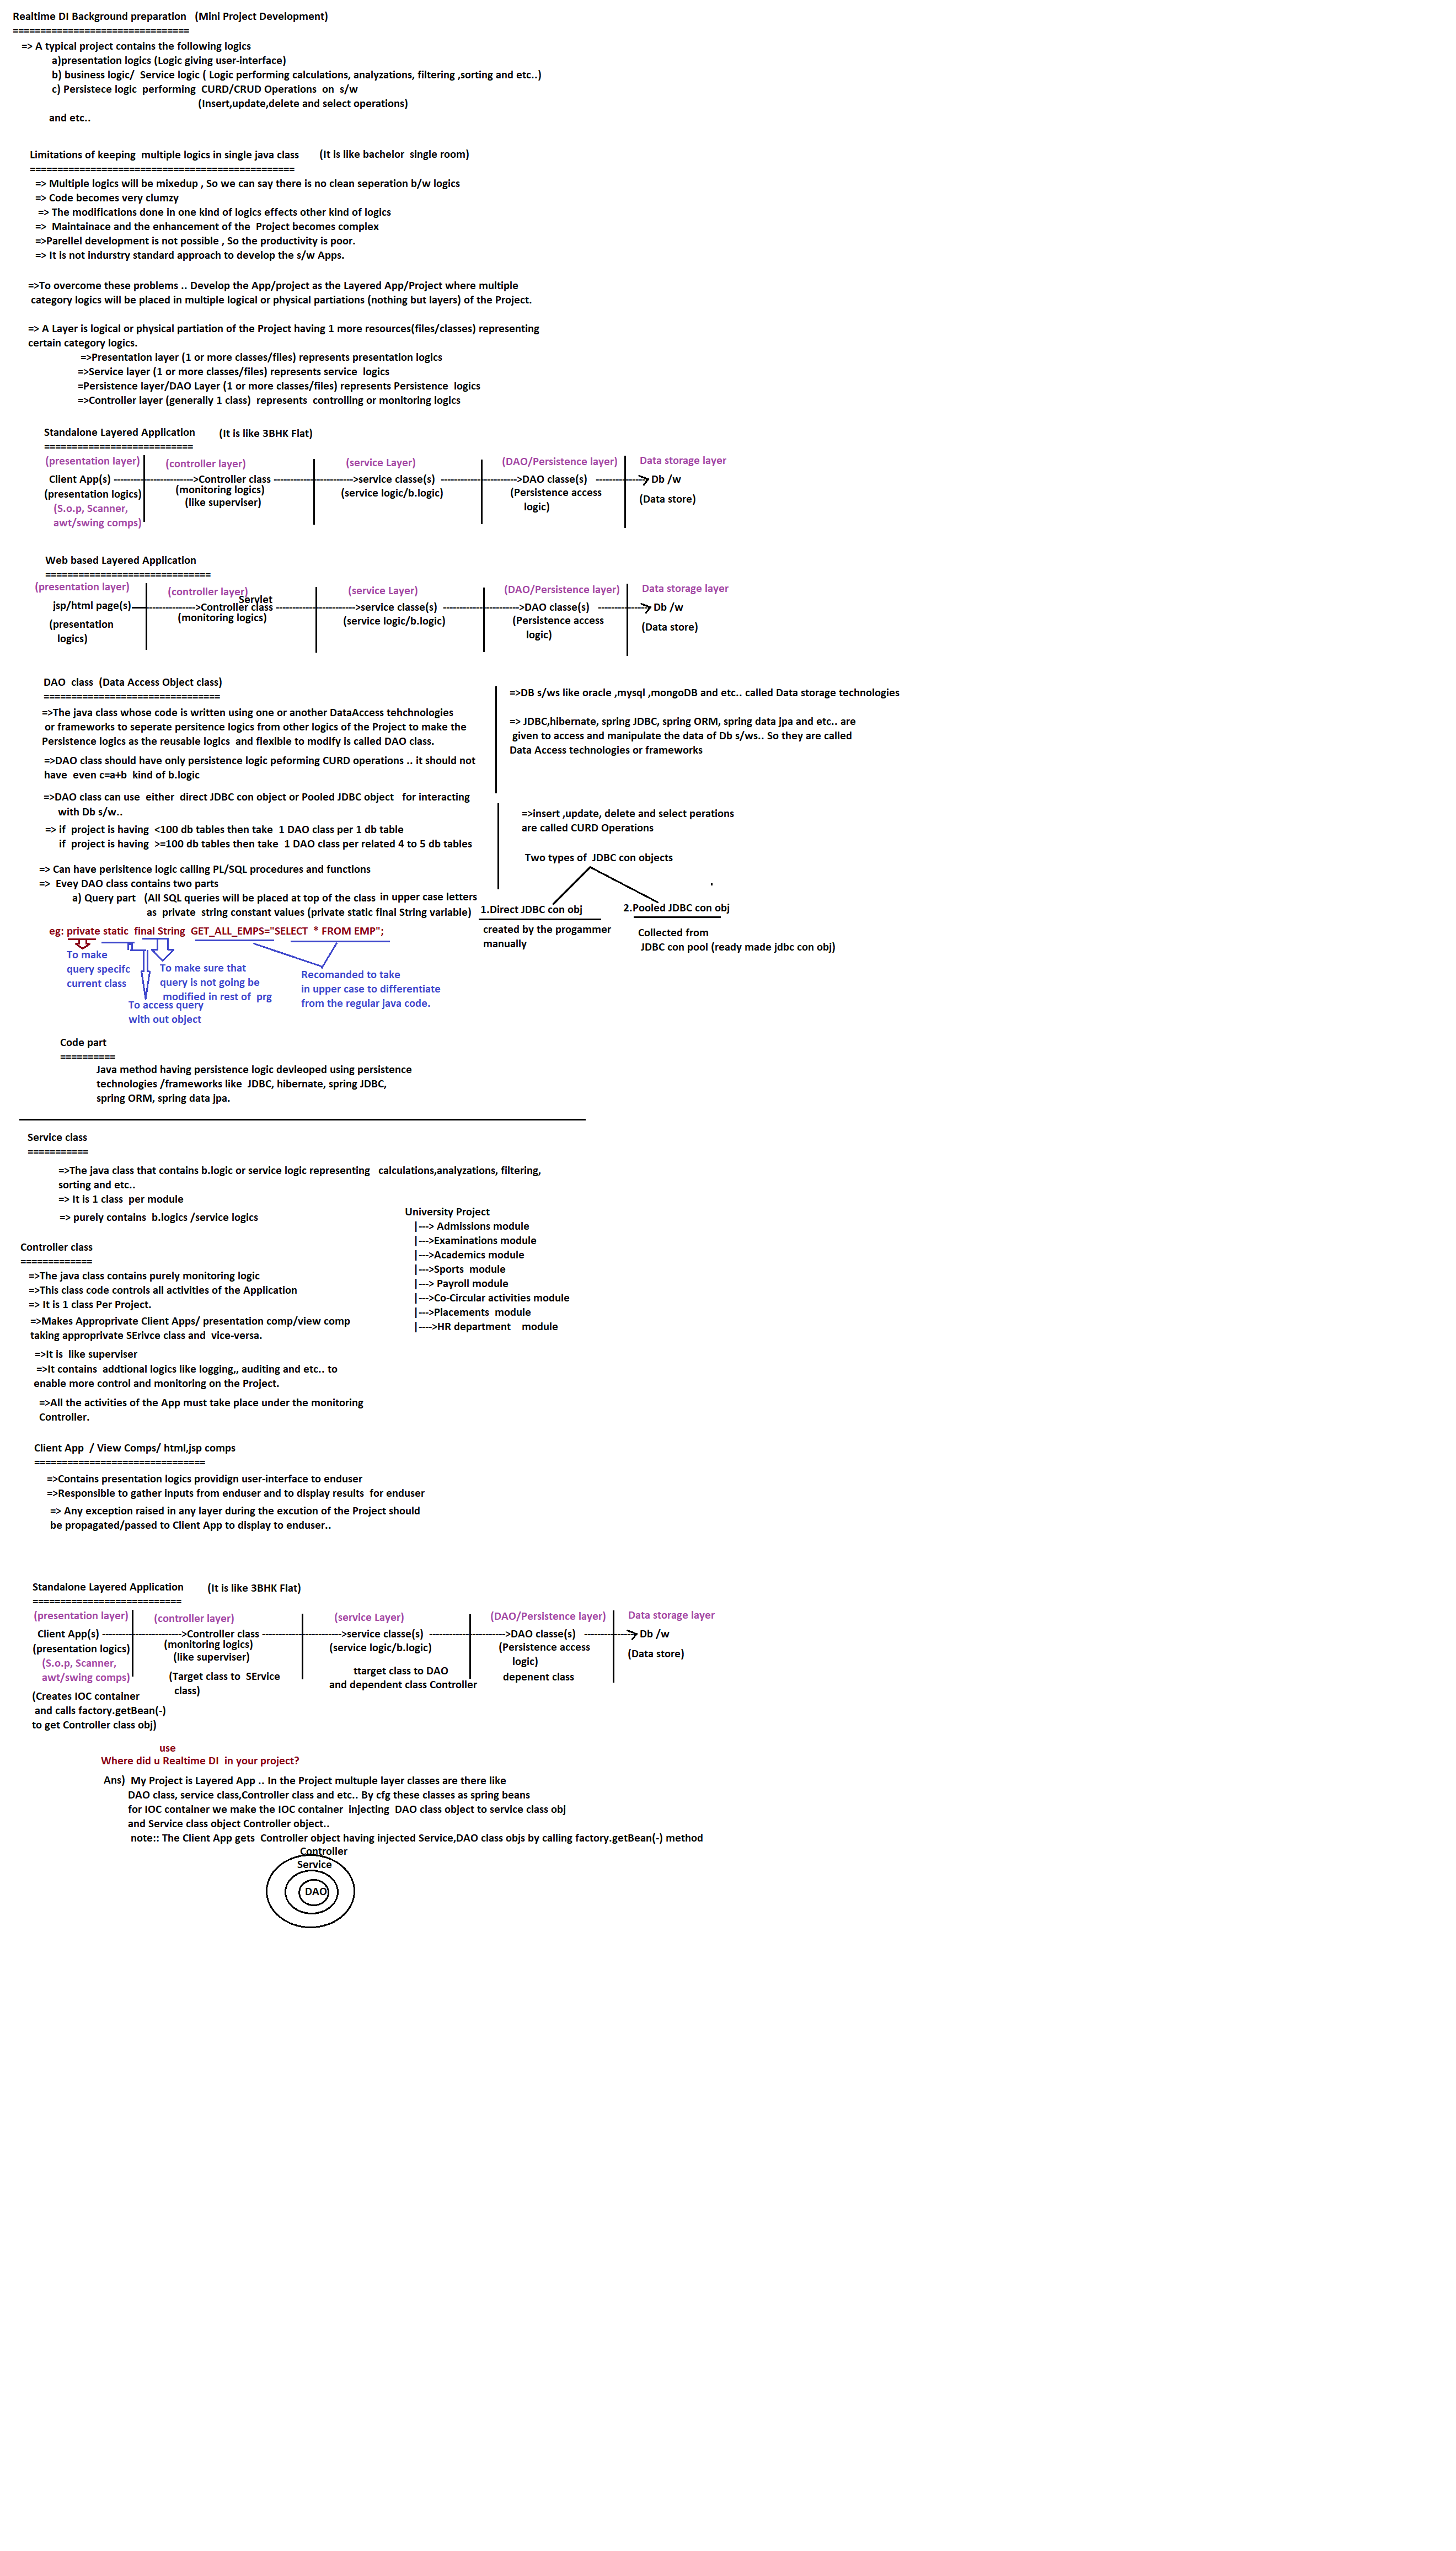 Realtime DI Background preparation (Mini Project Development)
================================
=> A typical project contains the following logics
a)presentation logics (Logic giving user-interface)
b) business logic/ Service logic ( Logic performing calculations, analyzations, filtering ,sorting and etc..)
c) Persistece logic performing CURD/CRUD Operations on s/w
(Insert,update,delete and select operations)
and etc..
Limitations of keeping multiple logics in single java class (It is like bachelor single room)
================================================
=> Multiple logics will be mixedup , So we can say there is no clean seperation b/w logics
=> Code becomes very clumzy
=> The modifications done in one kind of logics effects other kind of logics
=> Maintainace and the enhancement of the Project becomes complex
=>Parellel development is not possible , So the productivity is poor.
=> It is not indurstry standard approach to develop the s/w Apps.
=>To overcome these problems .. Develop the App/project as the Layered App/Project where multiple
category logics will be placed in multiple logical or physical partiations (nothing but layers) of the Project.
=> A Layer is logical or physical partiation of the Project having 1 more resources(files/classes) representing
certain category logics.
=>Presentation layer (1 or more classes/files) represents presentation logics
=>Service layer (1 or more classes/files) represents service logics
=Persistence layer/DAO Layer (1 or more classes/files) represents Persistence logics
=>Controller layer (generally 1 class) represents controlling or monitoring logics
Standalone Layered Application (It is like 3BHK Flat)
===========================
(presentation layer) (controller layer) (service Layer) (DAO/Persistence layer) Data storage layer
Client App(s) ------------------------>Controller class ------------------------>service classe(s) ----------------------->DAO classe(s) ----------------> Db /w
(presentation logics) (monitoring logics) (service logic/b.logic) (Persistence access (Data store)
(S.o.p, Scanner, (like superviser) logic)
awt/swing comps)
Web based Layered Application
==============================
(presentation layer) (controller layer) (service Layer) (DAO/Persistence layer) Data storage layer
Servlet
jsp/html page(s)--------------->Controller class ------------------------>service classe(s) ----------------------->DAO classe(s) ----------------> Db /w
(presentation (monitoring logics) (service logic/b.logic) (Persistence access (Data store)
logics) logic)
DAO class (Data Access Object class)
================================
=>The java class whose code is written using one or another DataAccess tehchnologies
or frameworks to seperate persitence logics from other logics of the Project to make the
Persistence logics as the reusable logics and flexible to modify is called DAO class.
=>DAO class should have only persistence logic peforming CURD operations .. it should not
have even c=a+b kind of b.logic
=>DB s/ws like oracle ,mysql ,mongoDB and etc.. called Data storage technologies
=> JDBC,hibernate, spring JDBC, spring ORM, spring data jpa and etc.. are
given to access and manipulate the data of Db s/ws.. So they are called
Data Access technologies or frameworks
=>DAO class can use either direct JDBC con object or Pooled JDBC object for interacting
with Db s/w..
=> if project is having <100 db tables then take 1 DAO class per 1 db table
if project is having >=100 db tables then take 1 DAO class per related 4 to 5 db tables
=>insert ,update, delete and select perations
are called CURD Operations
Two types of JDBC con objects
1.Direct JDBC con obj 2.Pooled JDBC con obj
created by the progammer
manually
Collected from
JDBC con pool (ready made jdbc con obj)
=> Can have perisitence logic calling PL/SQL procedures and functions
=> Evey DAO class contains two parts
a) Query part (All SQL queries will be placed at top of the class in upper case letters
as private string constant values (private static final String variable)
eg: private static final String GET_ALL_EMPS="SELECT * FROM EMP";
To make
query specifc
current class
To make sure that
query is not going be
modified in rest of prg
To access query
with out object
Recomanded to take
in upper case to differentiate
from the regular java code.
Code part
==========
Java method having persistence logic devleoped using persistence
technologies /frameworks like JDBC, hibernate, spring JDBC,
spring ORM, spring data jpa.
Service class
===========
=>The java class that contains b.logic or service logic representing calculations,analyzations, filtering,
sorting and etc..
=> It is 1 class per module
=> purely contains b.logics /service logics
University Project
|---> Admissions module
|--->Examinations module
|--->Academics module
|--->Sports module
|---> Payroll module
|--->Co-Circular activities module
|--->Placements module
|---->HR department module
Controller class
=============
=>The java class contains purely monitoring logic
=>This class code controls all activities of the Application
=> It is 1 class Per Project.
=>Makes Approprivate Client Apps/ presentation comp/view comp
taking approprivate SErivce class and vice-versa.
=>It is like superviser
=>It contains addtional logics like logging,, auditing and etc.. to
enable more control and monitoring on the Project.
=>All the activities of the App must take place under the monitoring
Controller.
Client App / View Comps/ html,jsp comps
===============================
=>Contains presentation logics providign user-interface to enduser
=>Responsible to gather inputs from enduser and to display results for enduser
=> Any exception raised in any layer during the excution of the Project should
be propagated/passed to Client App to display to enduser..
Standalone Layered Application (It is like 3BHK Flat)
===========================
(presentation layer) (controller layer) (service Layer) (DAO/Persistence layer) Data storage layer
Client App(s) ------------------------>Controller class ------------------------>service classe(s) ----------------------->DAO classe(s) ----------------> Db /w
(presentation logics) (monitoring logics) (service logic/b.logic) (Persistence access (Data store)
(S.o.p, Scanner, (like superviser) logic)
awt/swing comps) (Target class to SErvice ttarget class to DAO depenent class
class) and dependent class Controller
(Creates IOC container
and calls factory.getBean(-)
to get Controller class obj)
use
Where did u Realtime DI in your project?
Ans) My Project is Layered App .. In the Project multuple layer classes are there like
DAO class, service class,Controller class and etc.. By cfg these classes as spring beans
for IOC container we make the IOC container injecting DAO class object to service class obj
and Service class object Controller object..
note:: The Client App gets Controller object having injected Service,DAO class objs by calling factory.getBean(-) method
Controller
Service
DAO